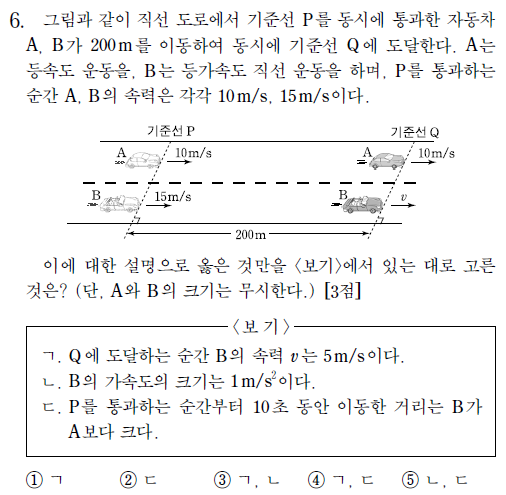 6. 그림과 같이 직선 도로에서 기준선 P를 동시에 통과한 자동차
A, B가 200m를 이동하여 동시에 기준선 Q에 도달한다. A는
등속도 운동을, B는 등가속도 직선 운동을 하며, P를 통과하는
순간 A, B의 속력은 각각 10m/s, 15m/s이다.
기준선 P 기준선 Q
A 10m/s A 10m/s
B 15m/s B v
200m
이에 대한 설명으로 옳은 것만을 <보기>에서 있는 대로 고른
것은? (단, A와 B의 크기는 무시한다.) [3점]
<보 기>
ㄱ. Q에 도달하는 순간 B의 속력 v는 5m/s이다.
ㄴ. B의 가속도의 크기는 1m/s²이다.
ㄷ. P를 통과하는 순간부터 10초 동안 이동한 거리는 B가
A보다 크다.
① ㄱ ② ㄷ ③ ㄱ, ㄴ ④ ㄱ, ㄷ ⑤ ㄴ, ㄷ